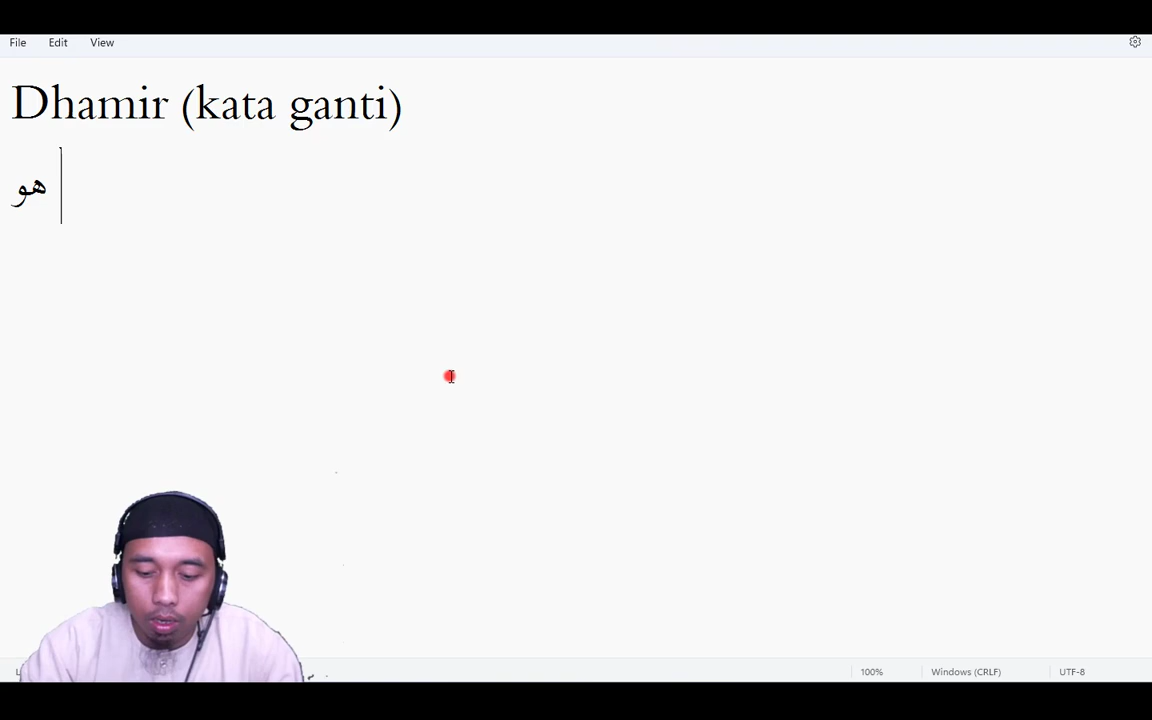 File Edit View
Dhamir (kata ganti)
هو
100% Windows (CRLF) UTF-8